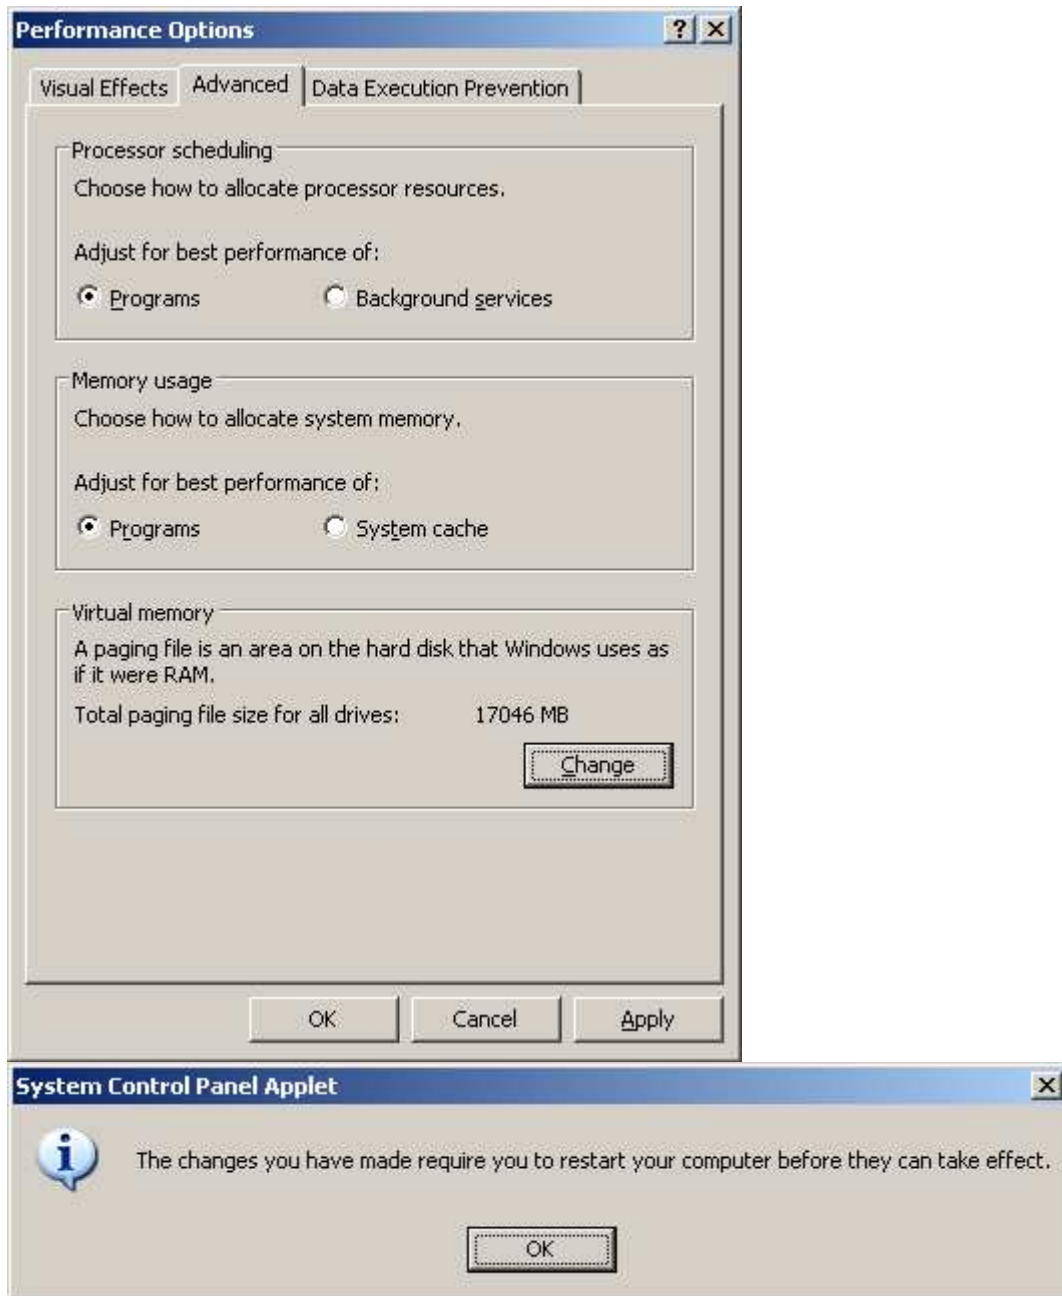 Performance Options
Visual Effects
Advanced
Data Execution Prevention
Processor scheduling
Choose how to allocate processor resources.
Adjust for best performance of:
Programs
Background services
Memory usage
Choose how to allocate system memory.
Adjust for best performance of:
Programs
System cache
Virtual memory
A paging file is an area on the hard disk that Windows uses as
if it were RAM.
Total paging file size for all drives:
17046 MB
Change
OK
Cancel
Apply
System Control Panel Applet
The changes you have made require you to restart your computer before they can take effect.
OK